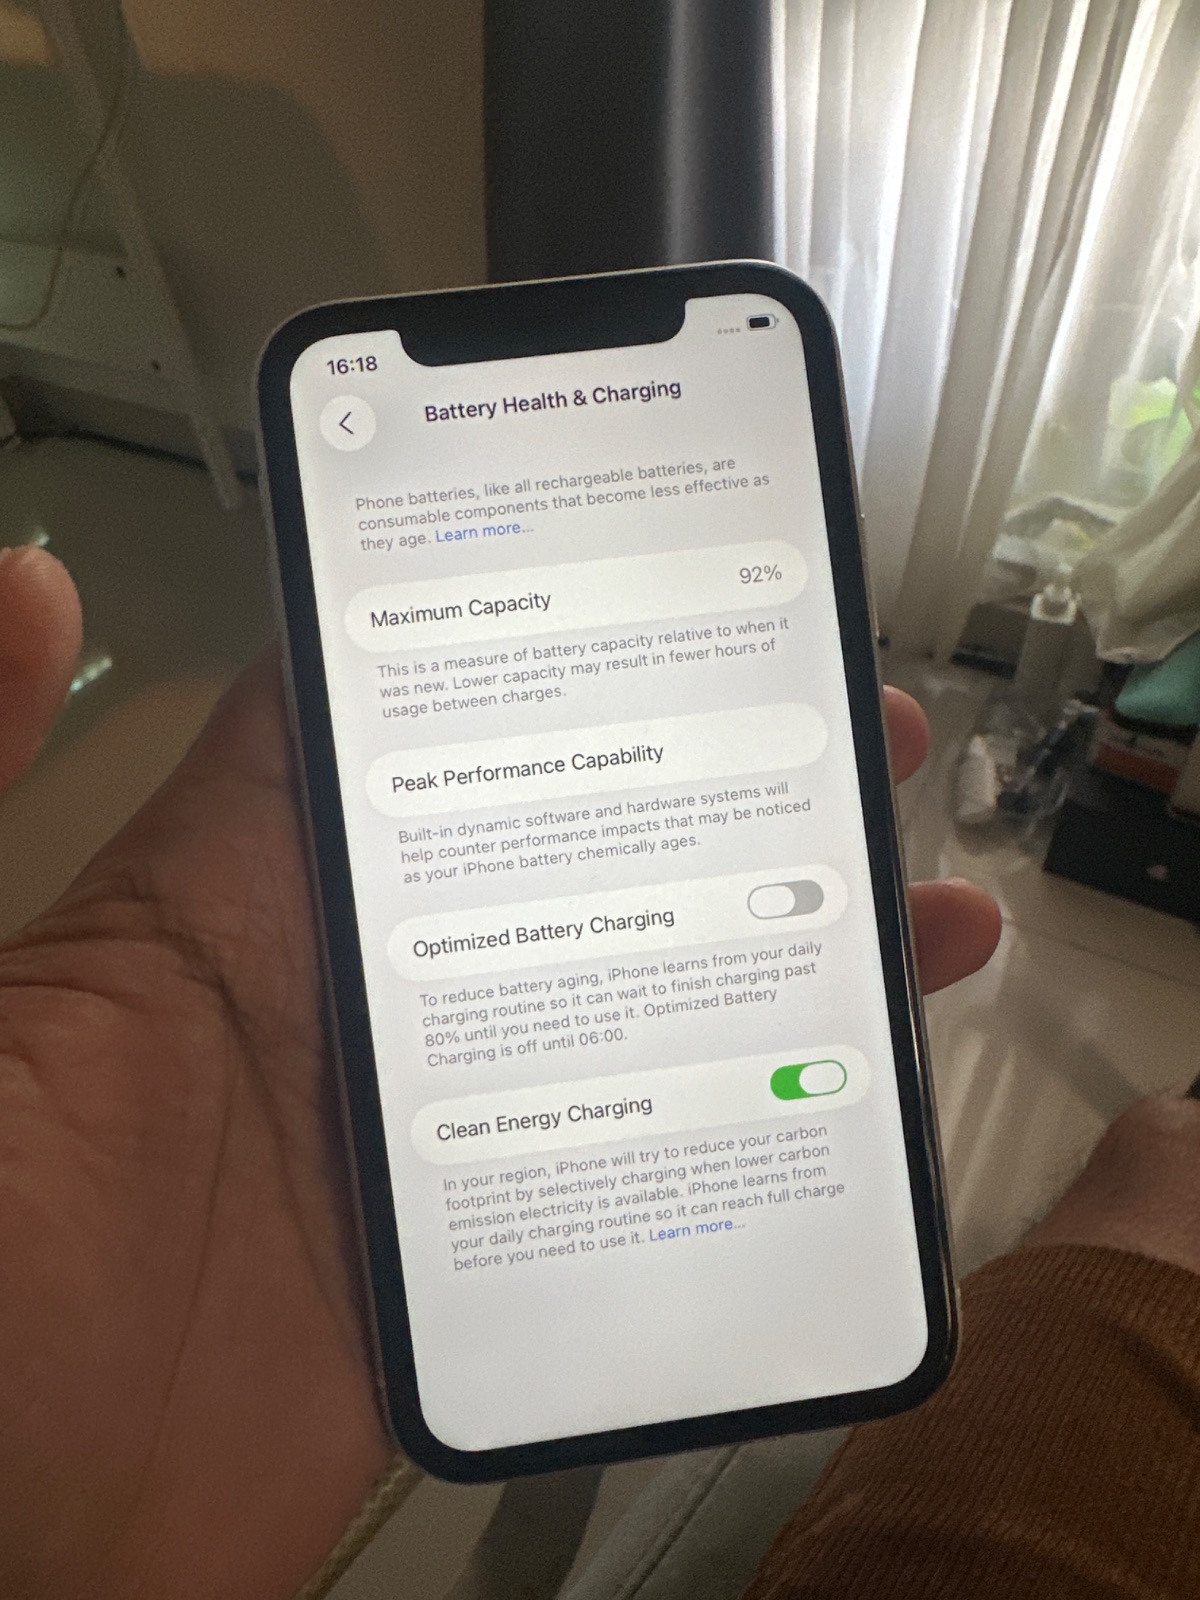 16:18
Battery Health & Charging
Phone batteries, like all rechargeable batteries, are
consumable components that become less effective as
they age. Learn more...
Maximum Capacity 92%
This is a measure of battery capacity relative to when it
was new. Lower capacity may result in fewer hours of
usage between charges.
Peak Performance Capability
Built-in dynamic software and hardware systems will
help counter performance impacts that may be noticed
as your iPhone battery chemically ages.
Optimized Battery Charging
To reduce battery aging, iPhone learns from your daily
charging routine so it can wait to finish charging past
80% until you need to use it. Optimized Battery
Charging is off until 06:00.
Clean Energy Charging
In your region, iPhone will try to reduce your carbon
footprint by selectively charging when lower carbon
emission electricity is available. iPhone learns from
your daily charging routine so it can reach full charge
before you need to use it. Learn more...